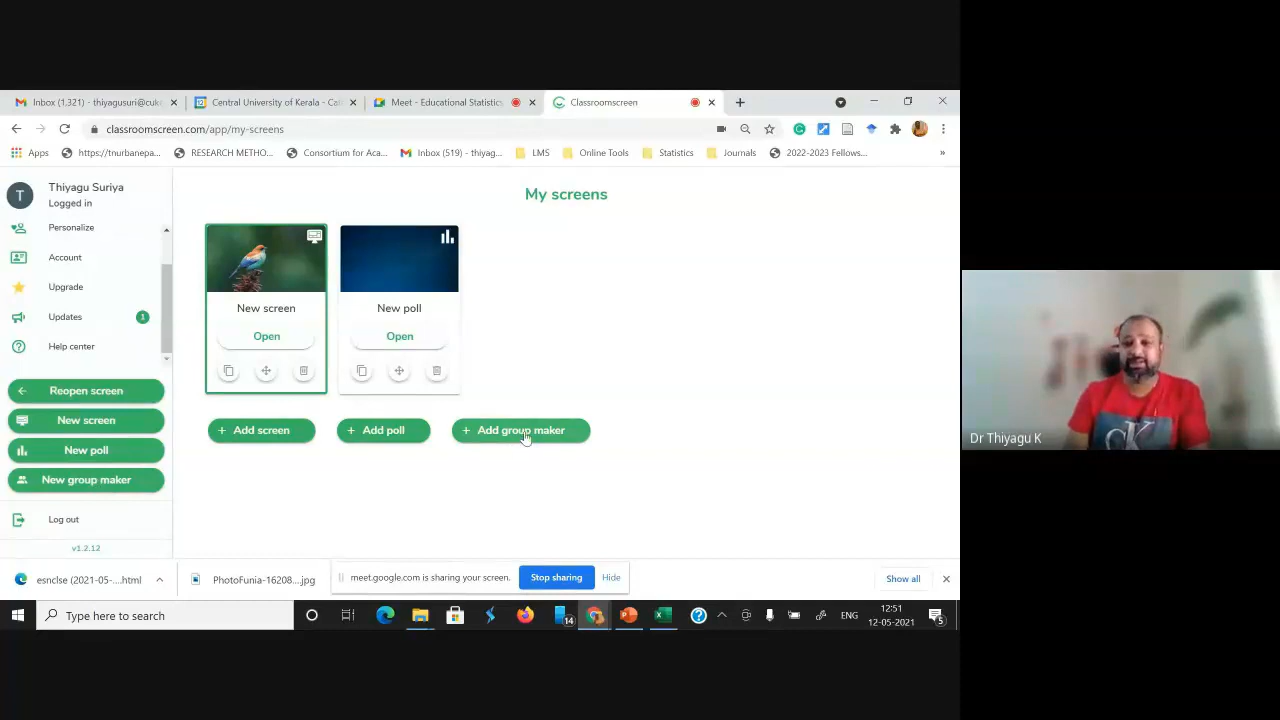 Inbox (1.321) - thiyagusuri@cuk
Central University of Kerala - Cal
Meet - Educational Statistics
Classroomscreen
classroomscreen.com/app/my-screens
Apps
https://tnurbanepa...
RESEARCH METHO...
Consortium for Aca...
Inbox (519) - thiyag...
LMS
Online Tools
Statistics
Journals
2022-2023 Fellows...
»
T
Thiyagu Suriya
Logged in
Personalize
Account
Upgrade
Updates
1
Help center
Reopen screen
New screen
New poll
New group maker
Log out
v1.2.12
My screens
New screen
Open
New poll
Open
+ Add screen
+ Add poll
+ Add group maker
Dr Thiyagu K
CK
esnclse (2021-05-....html
PhotoFunia-16208....jpg
meet.google.com is sharing your screen.
Stop sharing
Hide
Show all
Type here to search
14
ENG
12:51
12-05-2021
5